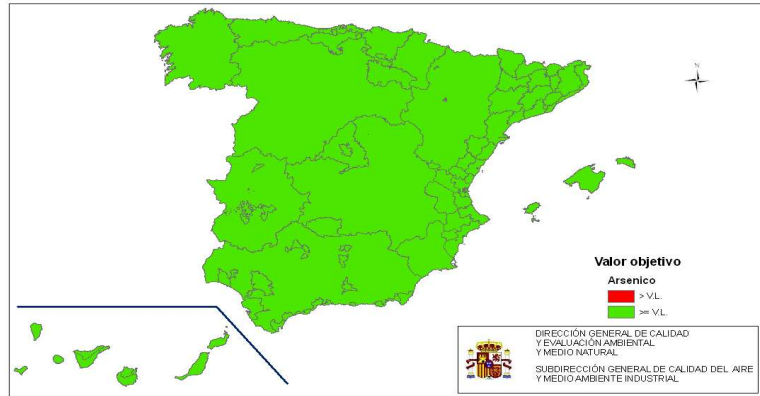 N
Valor objetivo
Arsenico
> V.L.
>= V.L.
DIRECCIÓN GENERAL DE CALIDAD
Y EVALUACIÓN AMBIENTAL
Y MEDIO NATURAL
SUBDIRECCIÓN GENERAL DE CALIDAD DEL AIRE
Y MEDIO AMBIENTE INDUSTRIAL